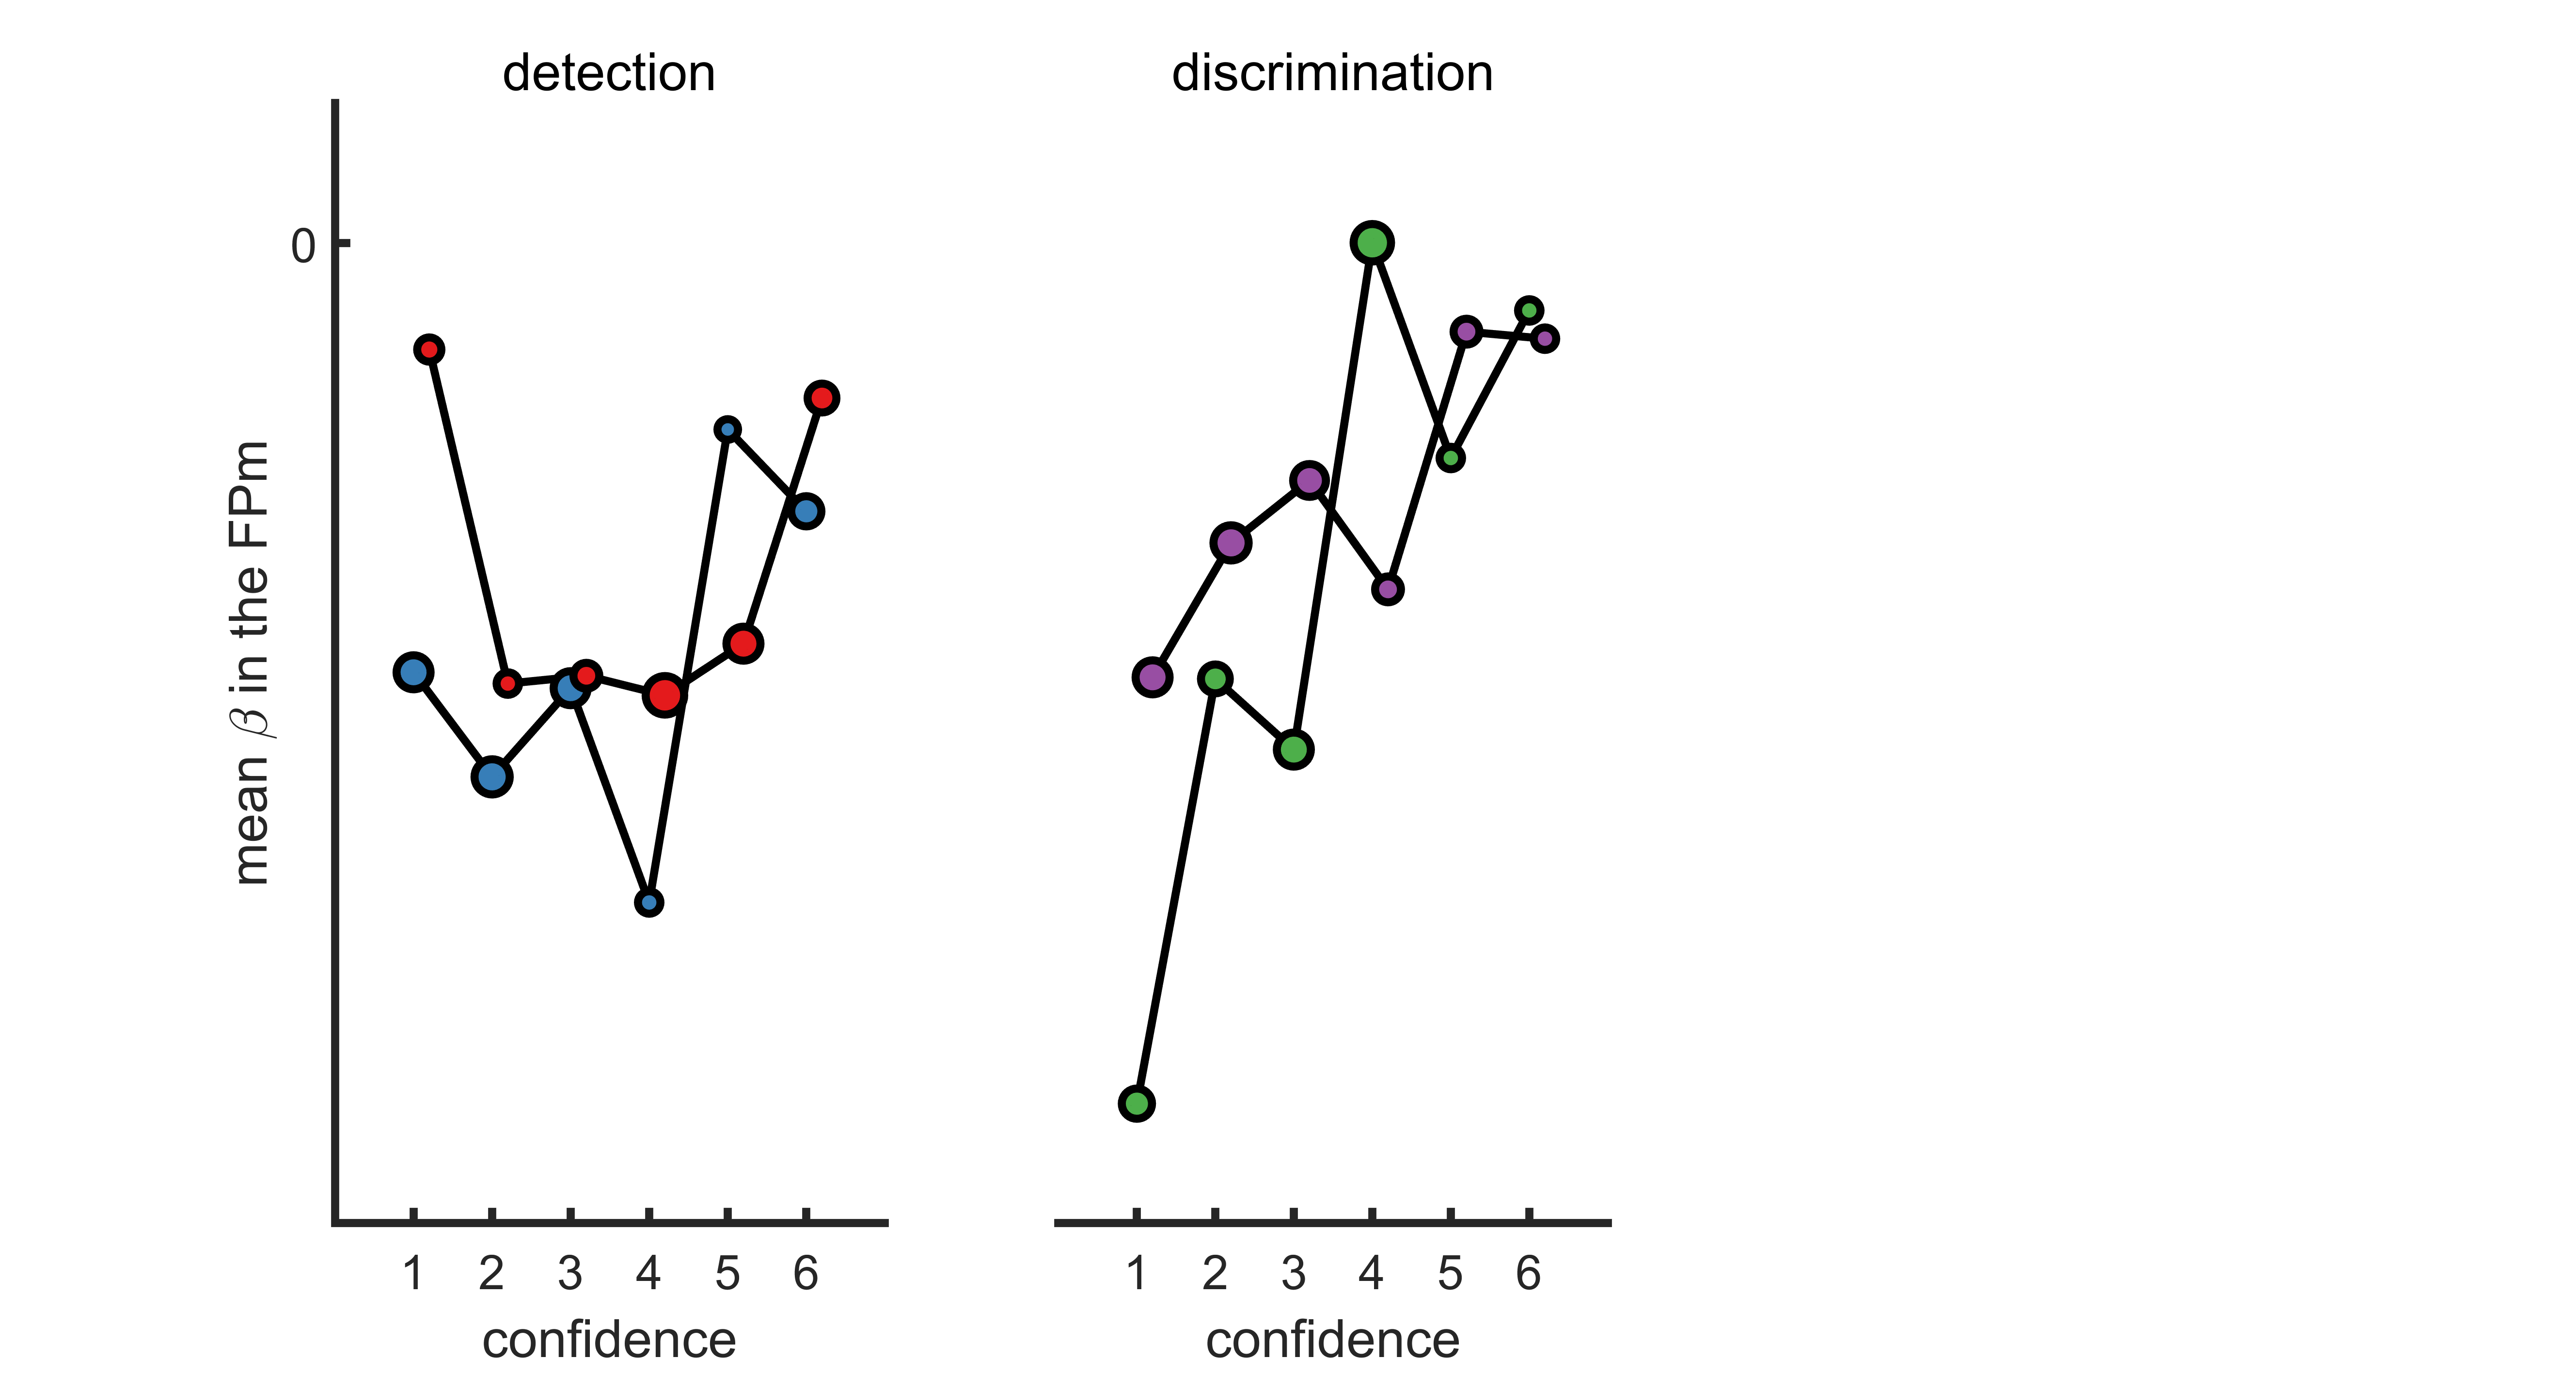 detection
discrimination
0
mean β in the FPm
1 2 3 4 5 6
1 2 3 4 5 6
confidence
confidence